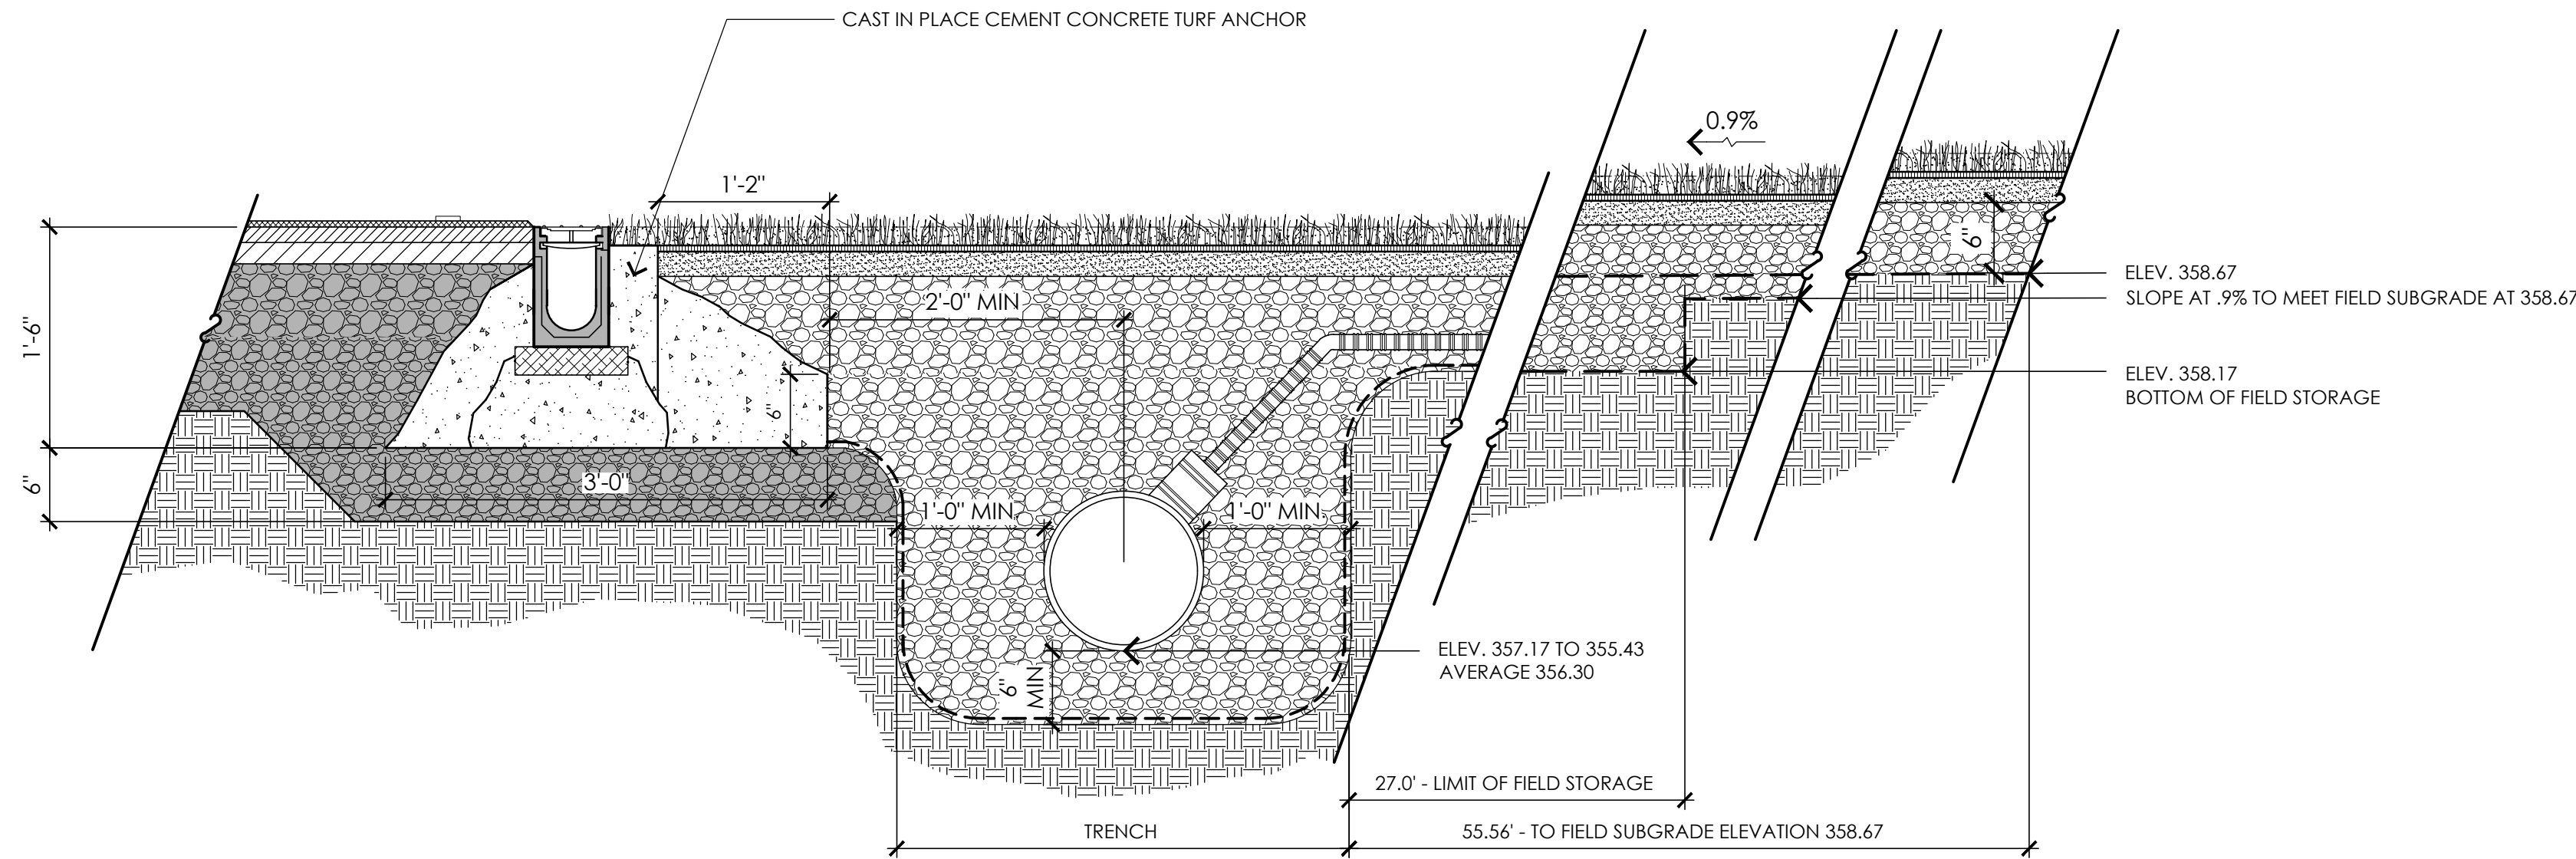 CAST IN PLACE CEMENT CONCRETE TURF ANCHOR
0.9%
1'-2"
6"
2'-0" MIN
1'-6"
6"
6"
3'-0"
1'-0" MIN.
1'-0" MIN.
6" MIN
ELEV. 358.67
SLOPE AT .9% TO MEET FIELD SUBGRADE AT 358.67
ELEV. 358.17
BOTTOM OF FIELD STORAGE
ELEV. 357.17 TO 355.43
AVERAGE 356.30
27.0' - LIMIT OF FIELD STORAGE
TRENCH
55.56' - TO FIELD SUBGRADE ELEVATION 358.67